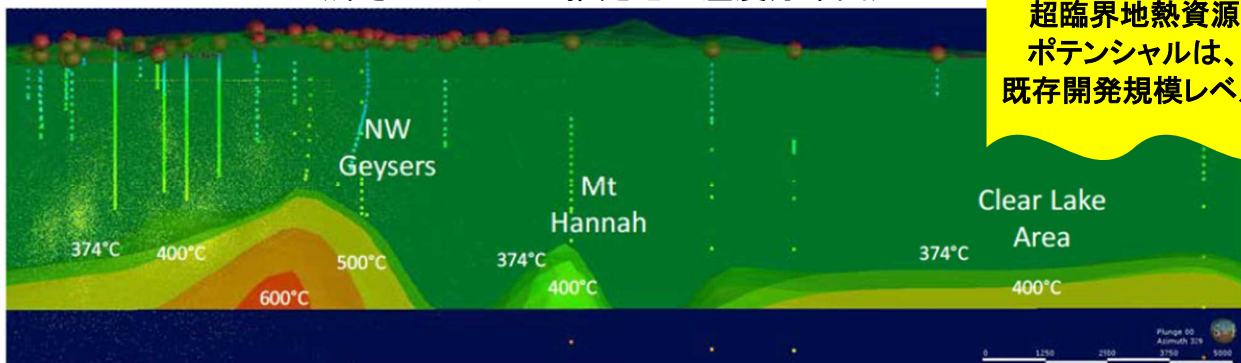 超臨界地熱資源
ポテンシャルは、
既存開発規模レベ
NW
Geysers
Mt
Hannah
Clear Lake
Area
374°C
400°C
500°C
600°C
374°C
400°C
374°C
400°C
Plunge 00
Azimuth 329
0 1250 2500 3750 5000